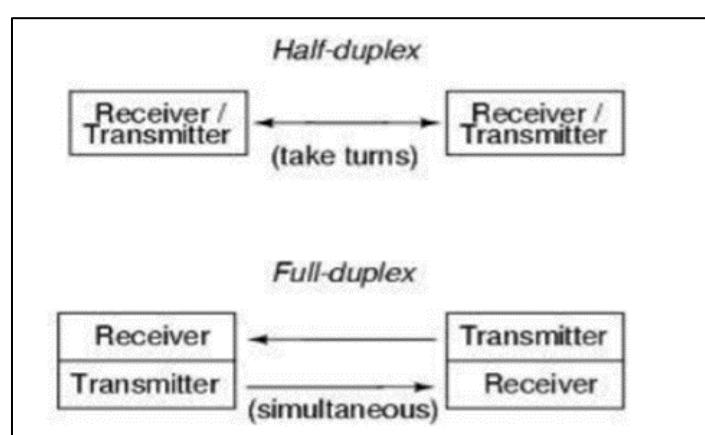 Half-duplex
Receiver / Receiver /
Transmitter Transmitter
(take turns)
Full-duplex
Receiver Transmitter
Transmitter Receiver
(simultaneous)